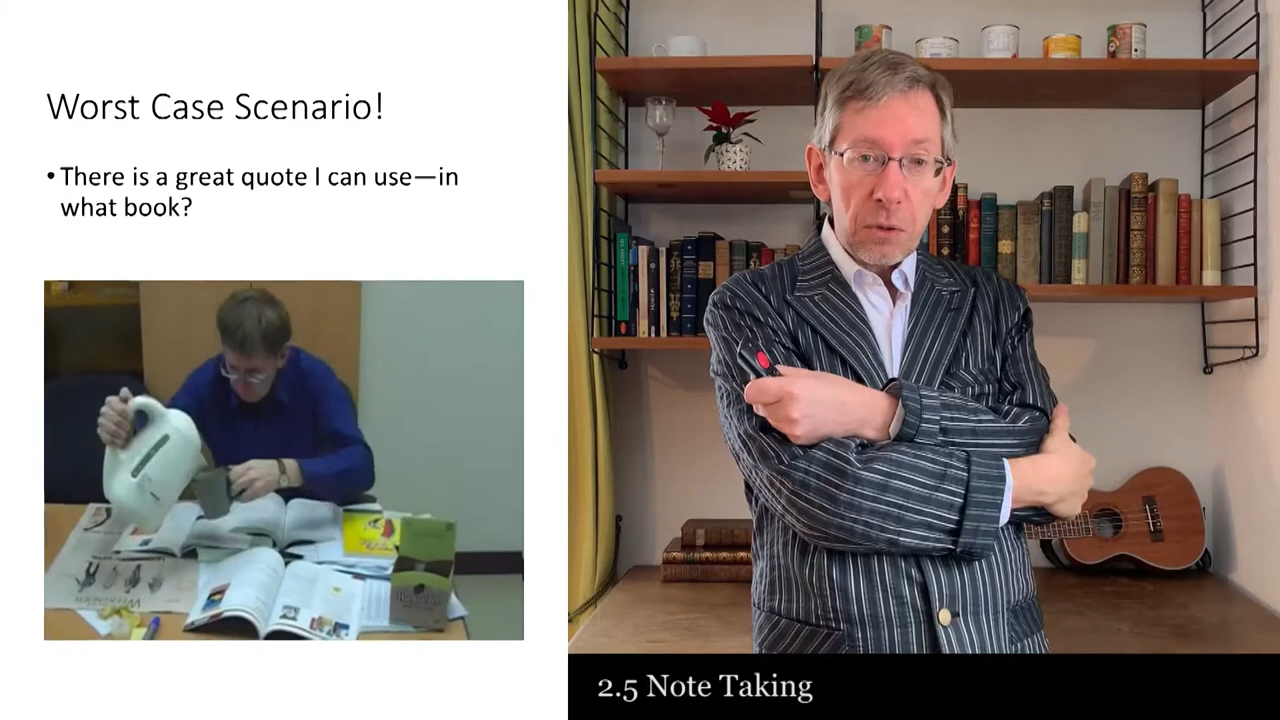 Worst Case Scenario!
• There is a great quote I can use—in
what book?
2.5 Note Taking